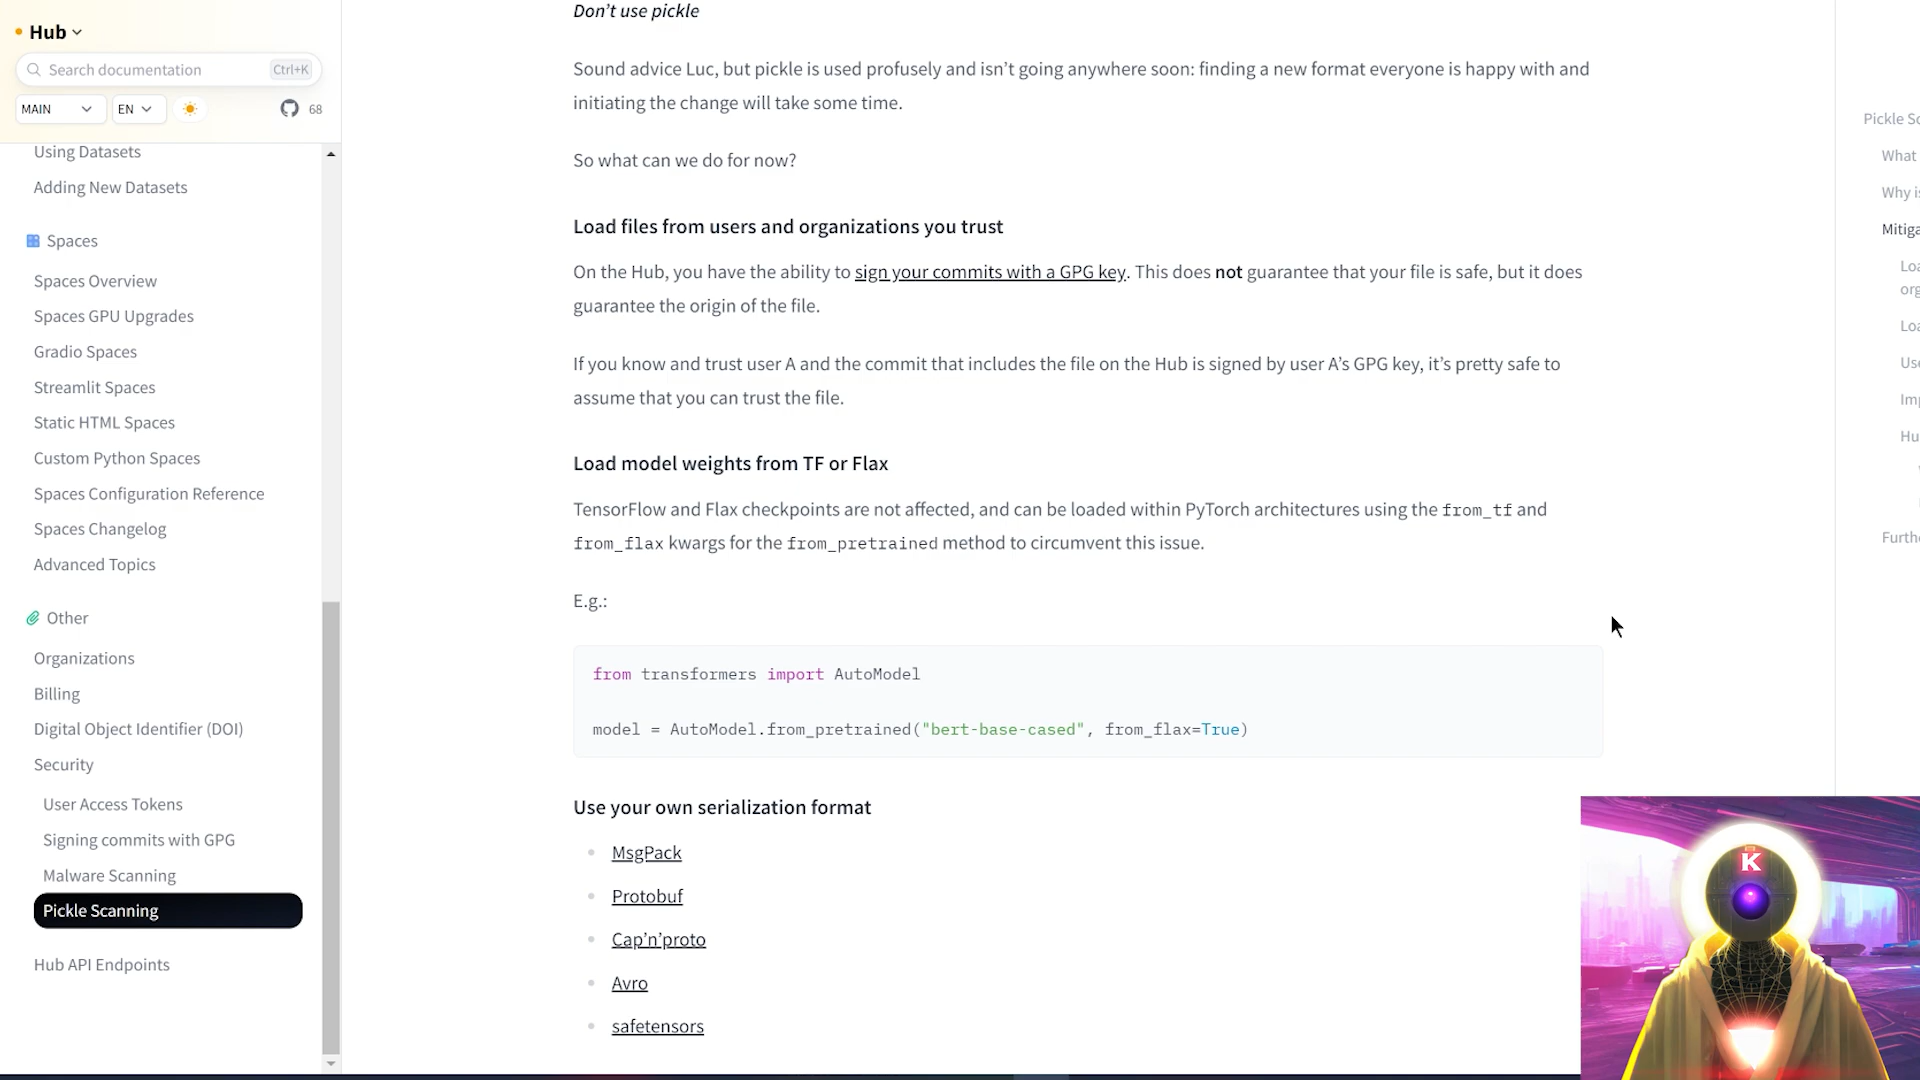 Hub
Search documentation Ctrl+K
MAIN EN 68
Using Datasets
Adding New Datasets
Spaces
Spaces Overview
Spaces GPU Upgrades
Gradio Spaces
Streamlit Spaces
Static HTML Spaces
Custom Python Spaces
Spaces Configuration Reference
Spaces Changelog
Advanced Topics
Other
Organizations
Billing
Digital Object Identifier (DOI)
Security
User Access Tokens
Signing commits with GPG
Malware Scanning
Pickle Scanning
Hub API Endpoints
Don’t use pickle
Sound advice Luc, but pickle is used profusely and isn’t going anywhere soon: finding a new format everyone is happy with and
initiating the change will take some time.
So what can we do for now?
Load files from users and organizations you trust
On the Hub, you have the ability to sign your commits with a GPG key. This does not guarantee that your file is safe, but it does
guarantee the origin of the file.
If you know and trust user A and the commit that includes the file on the Hub is signed by user A’s GPG key, it’s pretty safe to
assume that you can trust the file.
Load model weights from TF or Flax
TensorFlow and Flax checkpoints are not affected, and can be loaded within PyTorch architectures using the from_tf and
from_flax kwargs for the from_pretrained method to circumvent this issue.
E.g.:
from transformers import AutoModel
model = AutoModel.from_pretrained("bert-base-cased", from_flax=True)
Use your own serialization format
MsgPack
Protobuf
Cap’n’proto
Avro
safetensors
Pickle Sc
What
Why is
Mitiga
Loa
org
Loa
Use
Imp
Hu
Furthe
K